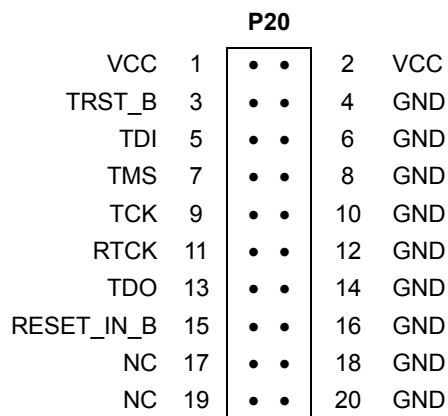 P20
VCC 1 2 VCC
TRST_B 3 4 GND
TDI 5 6 GND
TMS 7 8 GND
TCK 9 10 GND
RTCK 11 12 GND
TDO 13 14 GND
RESET_IN_B 15 16 GND
NC 17 18 GND
NC 19 20 GND